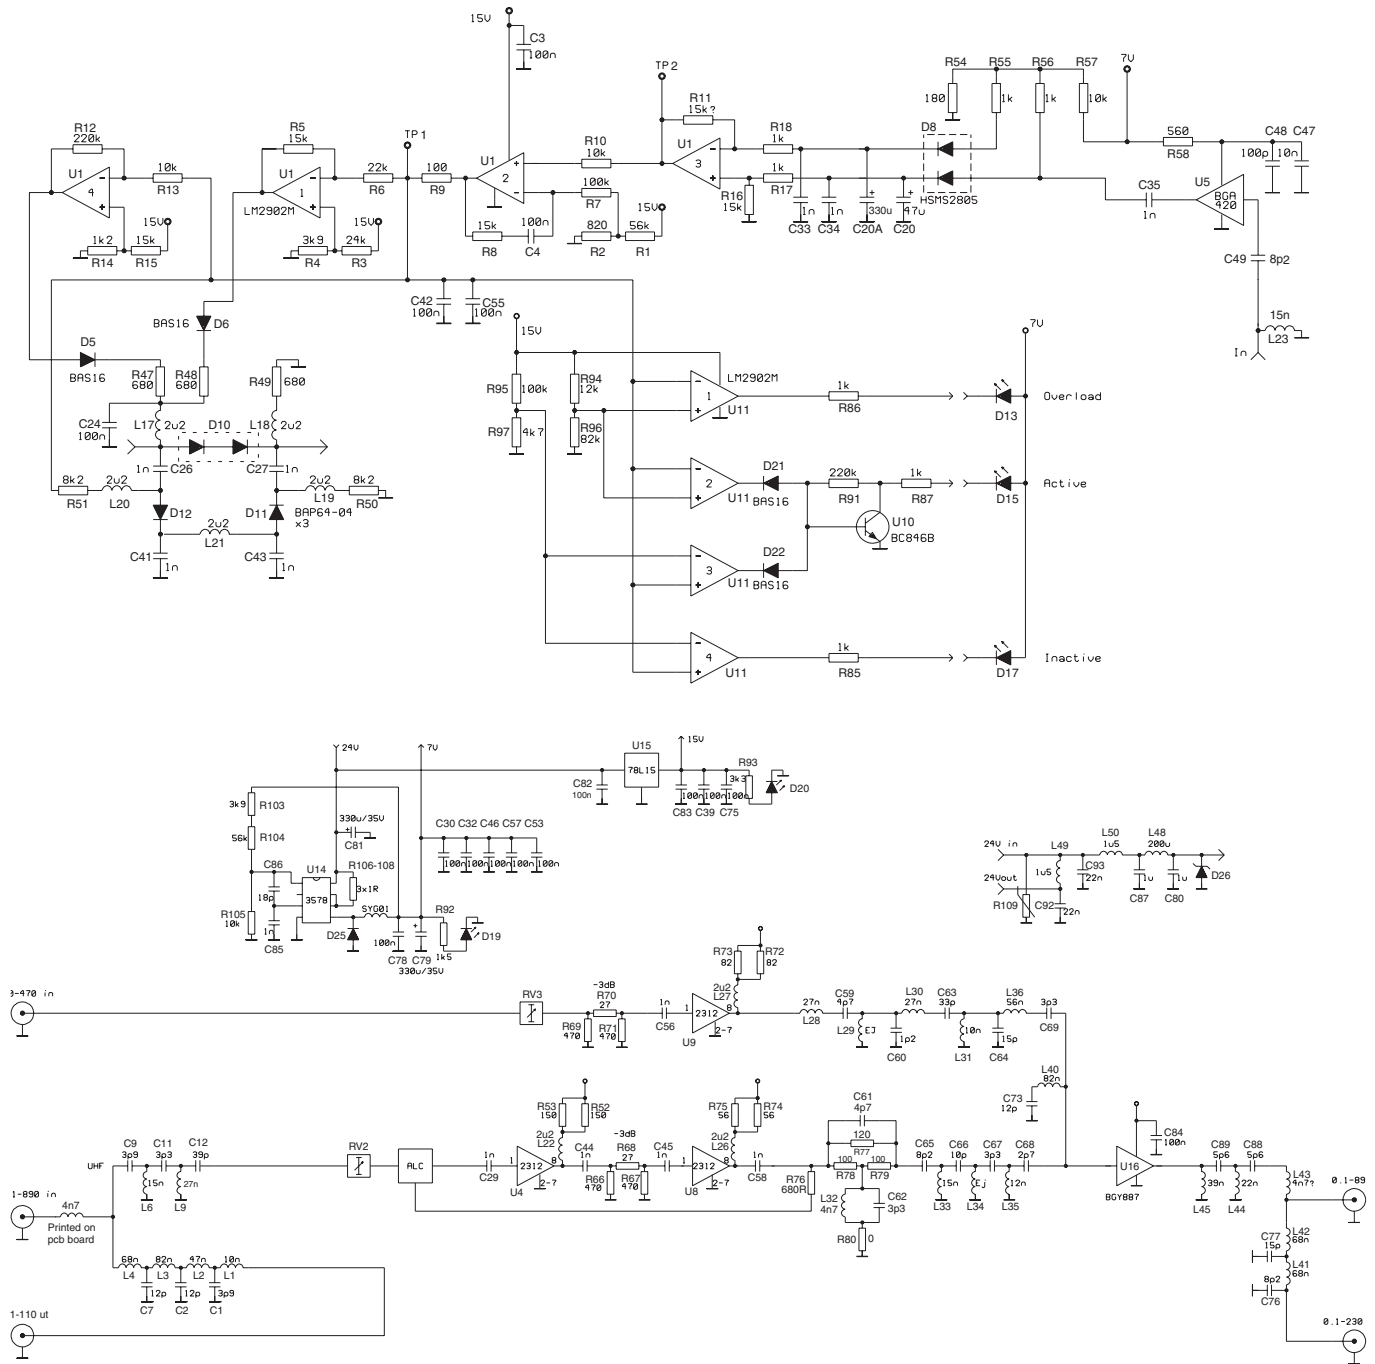 15V
C3
100n
TP2
R11
15k?
R12
220k
R5
15k
TP1
U1
2
R10
10k
U1
3
R18
1k
R17
1k
R16
15k
D8
HSMS2805
R54
180
R55
1k
R56
1k
R57
10k
7V
560
R58
C48
100p
C47
10n
U5
BGA
420
C35
1n
C49
8p2
15n
L23
In
U1
4
10k
R13
U1
1
LM2902M
22k
R6
100
R9
100k
R7
15V
15k
R8
100n
C4
820
R2
56k
R1
1n
C33
1n
C34
330u
C20A
47u
C20
1k2
R14
15k
R15
15V
3k9
R4
24k
R3
15V
C42
100n
C55
100n
BAS16
D6
D5
BAS16
R47
680
R48
680
R49
680
C24
100n
L17
2u2
D10
L18
2u2
1n
C26
C27
1n
8k2
R51
2u2
L20
2u2
L19
8k2
R50
D12
D11
BAP64-04
x3
2u2
L21
C41
1n
C43
1n
15V
R95
100k
R94
12k
R97
4k7
R96
82k
LM2902M
1
U11
1k
R86
7V
D13
Overload
2
U11
D21
BAS16
220k
R91
1k
R87
D15
Active
U10
BC846B
3
U11
D22
BAS16
4
U11
1k
R85
D17
Inactive
24V
7V
U15
78L15
15V
C82
100n
100n
C83
100n
C39
100n
C75
R93
3k3
D20
3k9
R103
56k
R104
330u/35V
C81
C30
100n
C32
100n
C46
100n
C57
100n
C53
100n
C86
18p
U14
3578
R106-108
3x1R
SYG01
R105
10k
1n
C85
D25
100n
C78
C79
330u/35V
R92
1k5
D19
24V in
L49
1u5
L50
1u5
L48
200u
C93
22n
24Vout
R109
C92
22n
1u
C87
1u
C80
D26
3-470 in
RV3
-3dB
R70
27
R69
470
R71
470
1n
C56
2312
1
8
2-7
U9
R73
82
R72
82
2u2
L27
27n
L28
C59
4p7
L29
EJ
1p2
C60
L30
27n
C63
33p
10n
L31
15p
C64
L36
56n
3p3
C69
L40
82n
C73
12p
UHF
C9
3p9
C11
3p3
C12
39p
15n
L6
27n
L9
RV2
ALC
1n
C29
2312
1
8
2-7
U4
R53
150
R52
150
2u2
L22
C44
1n
-3dB
R68
27
R66
470
R67
470
C45
1n
2312
1
8
2-7
U8
R75
56
R74
56
2u2
L26
1n
C58
R76
680R
C61
4p7
120
R77
100
R78
100
R79
L32
4n7
C62
3p3
R80
0
C65
8p2
C66
10p
C67
3p3
C68
2p7
15n
L33
Ej
L34
12n
L35
U16
BGY887
C84
100n
C89
5p6
C88
5p6
39n
L45
22n
L44
L43
4n7?
0.1-89
L42
68n
C77
15p
L41
68n
8p2
C76
0.1-230
1-890 in
4n7
Printed on
pcb board
68n
L4
82n
L3
47n
L2
10n
L1
12p
C7
12p
C2
3p9
C1
1-110 ut